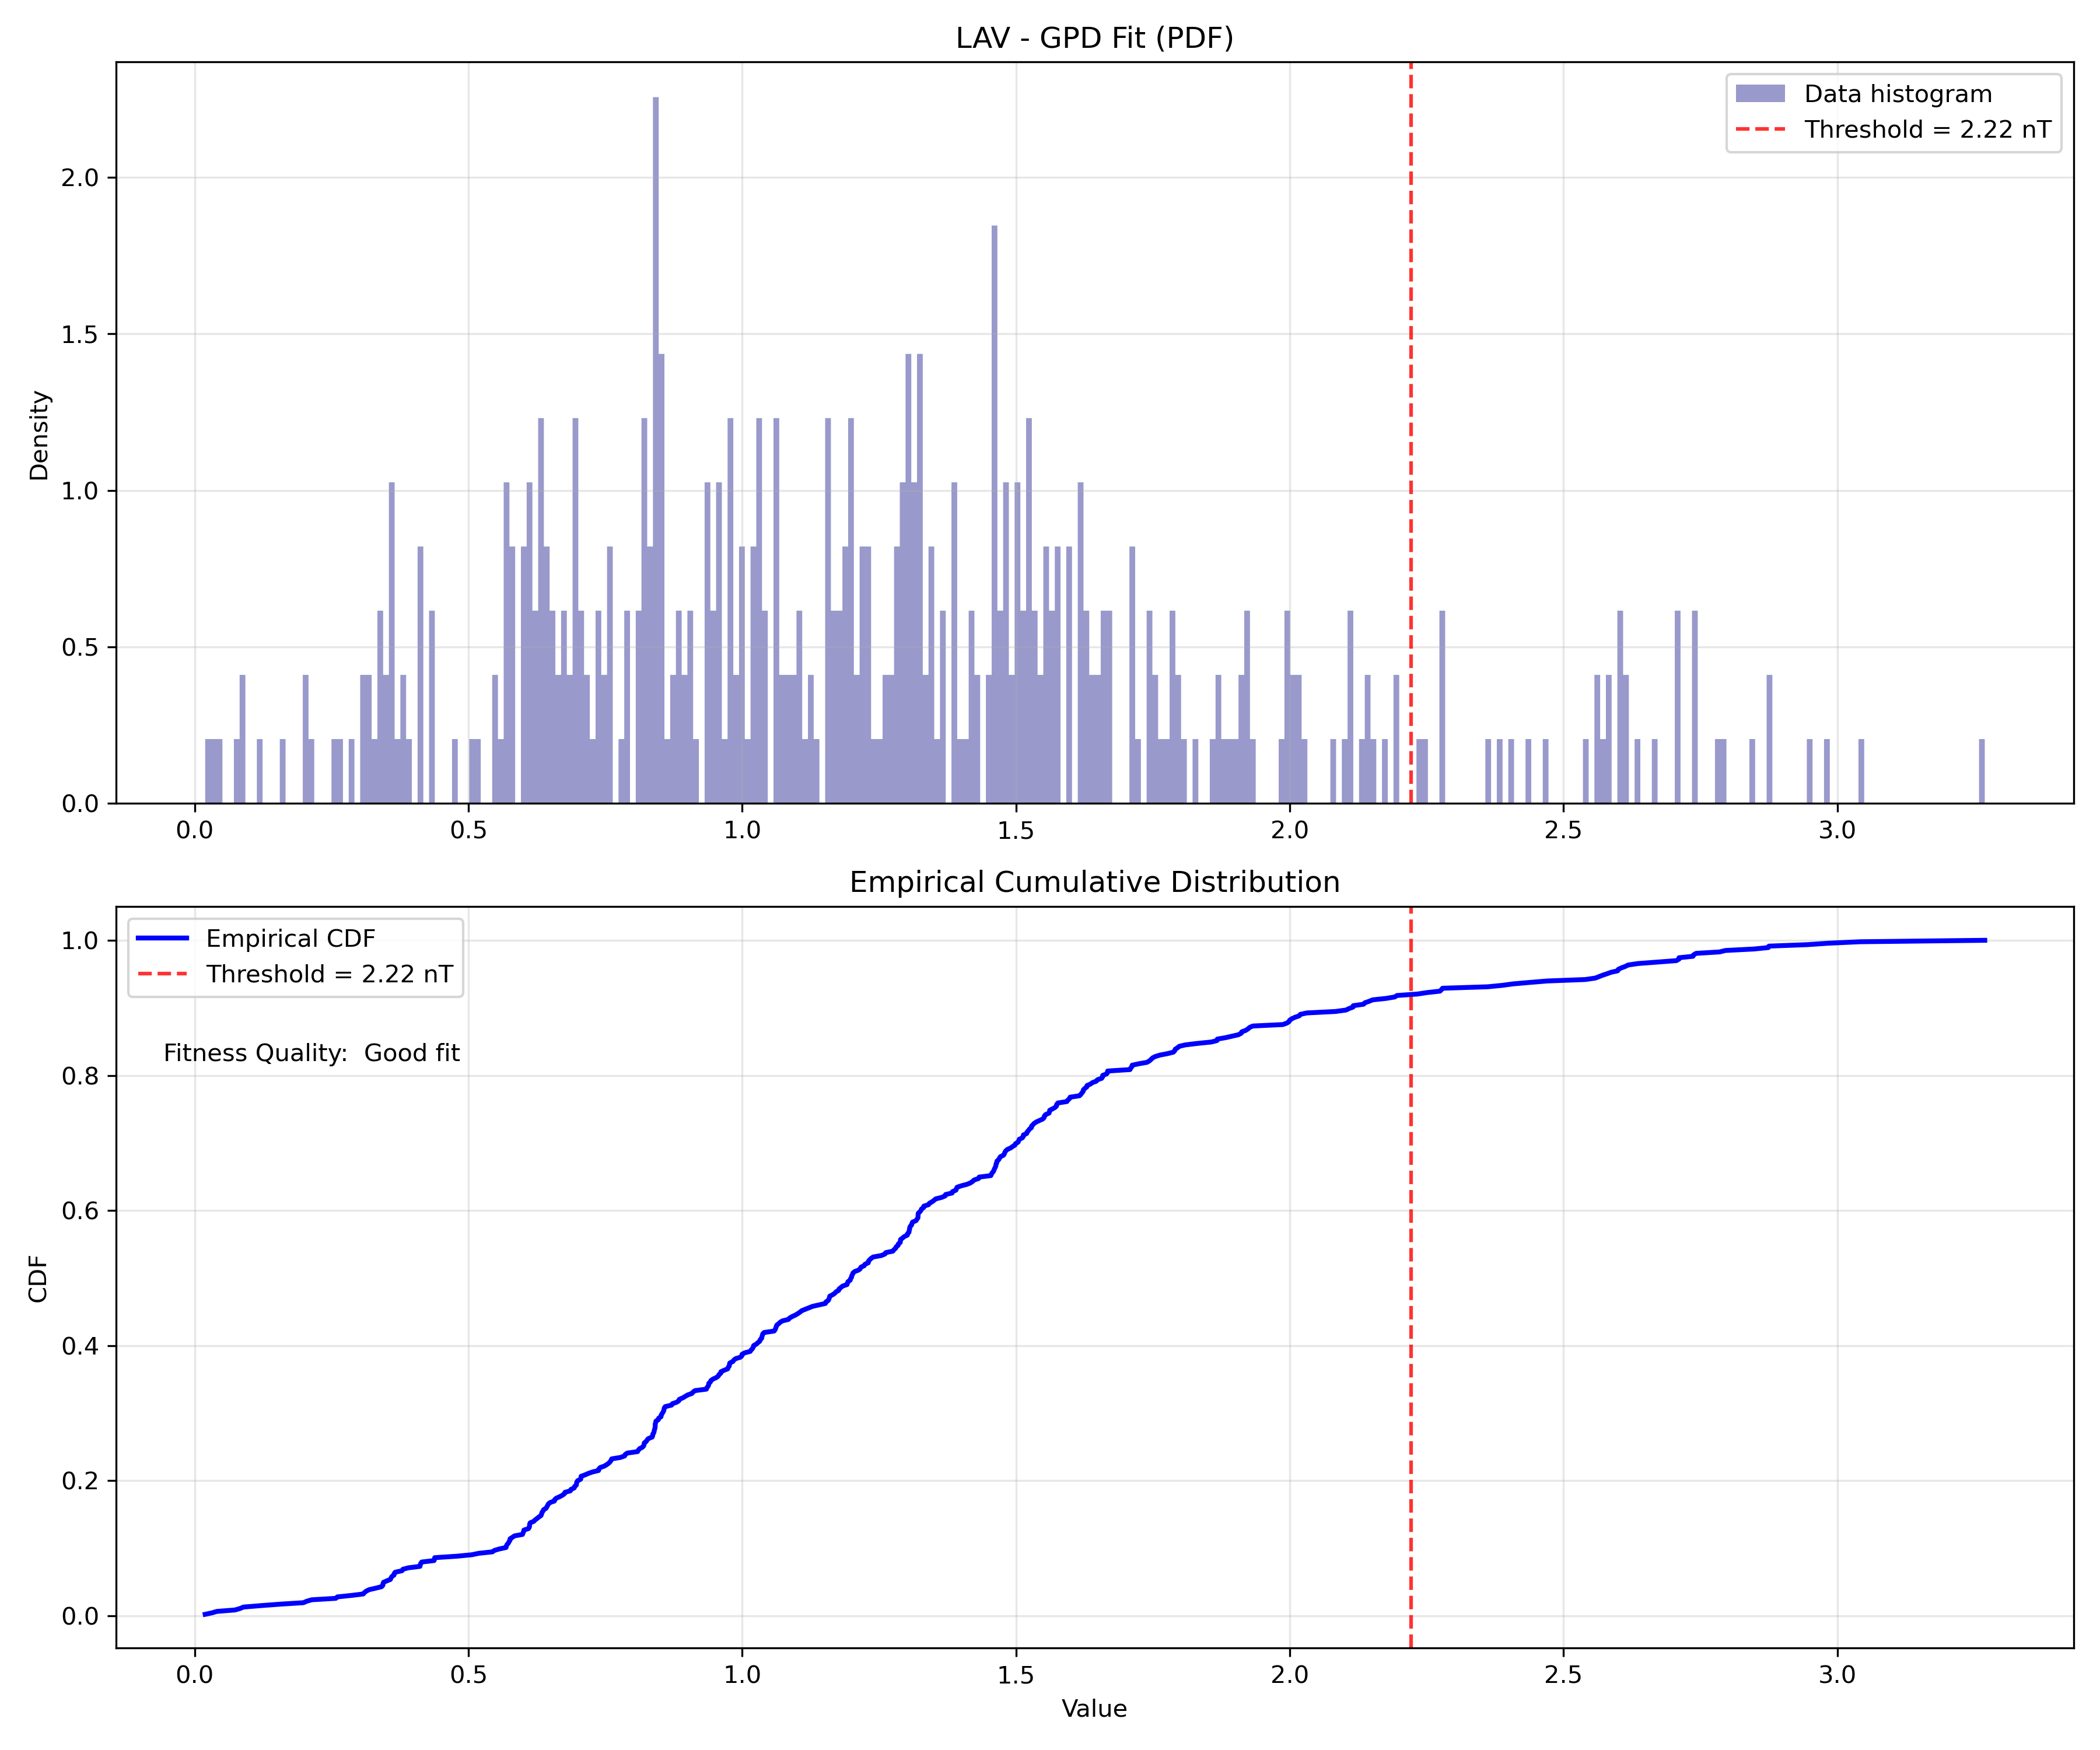 LAV - GPD Fit (PDF)
Data histogram
Threshold = 2.22 nT
Density
2.0
1.5
1.0
0.5
0.0
0.0 0.5 1.0 1.5 2.0 2.5 3.0
Empirical Cumulative Distribution
Empirical CDF
Threshold = 2.22 nT
Fitness Quality:  Good fit
CDF
1.0
0.8
0.6
0.4
0.2
0.0
0.0 0.5 1.0 1.5 2.0 2.5 3.0
Value